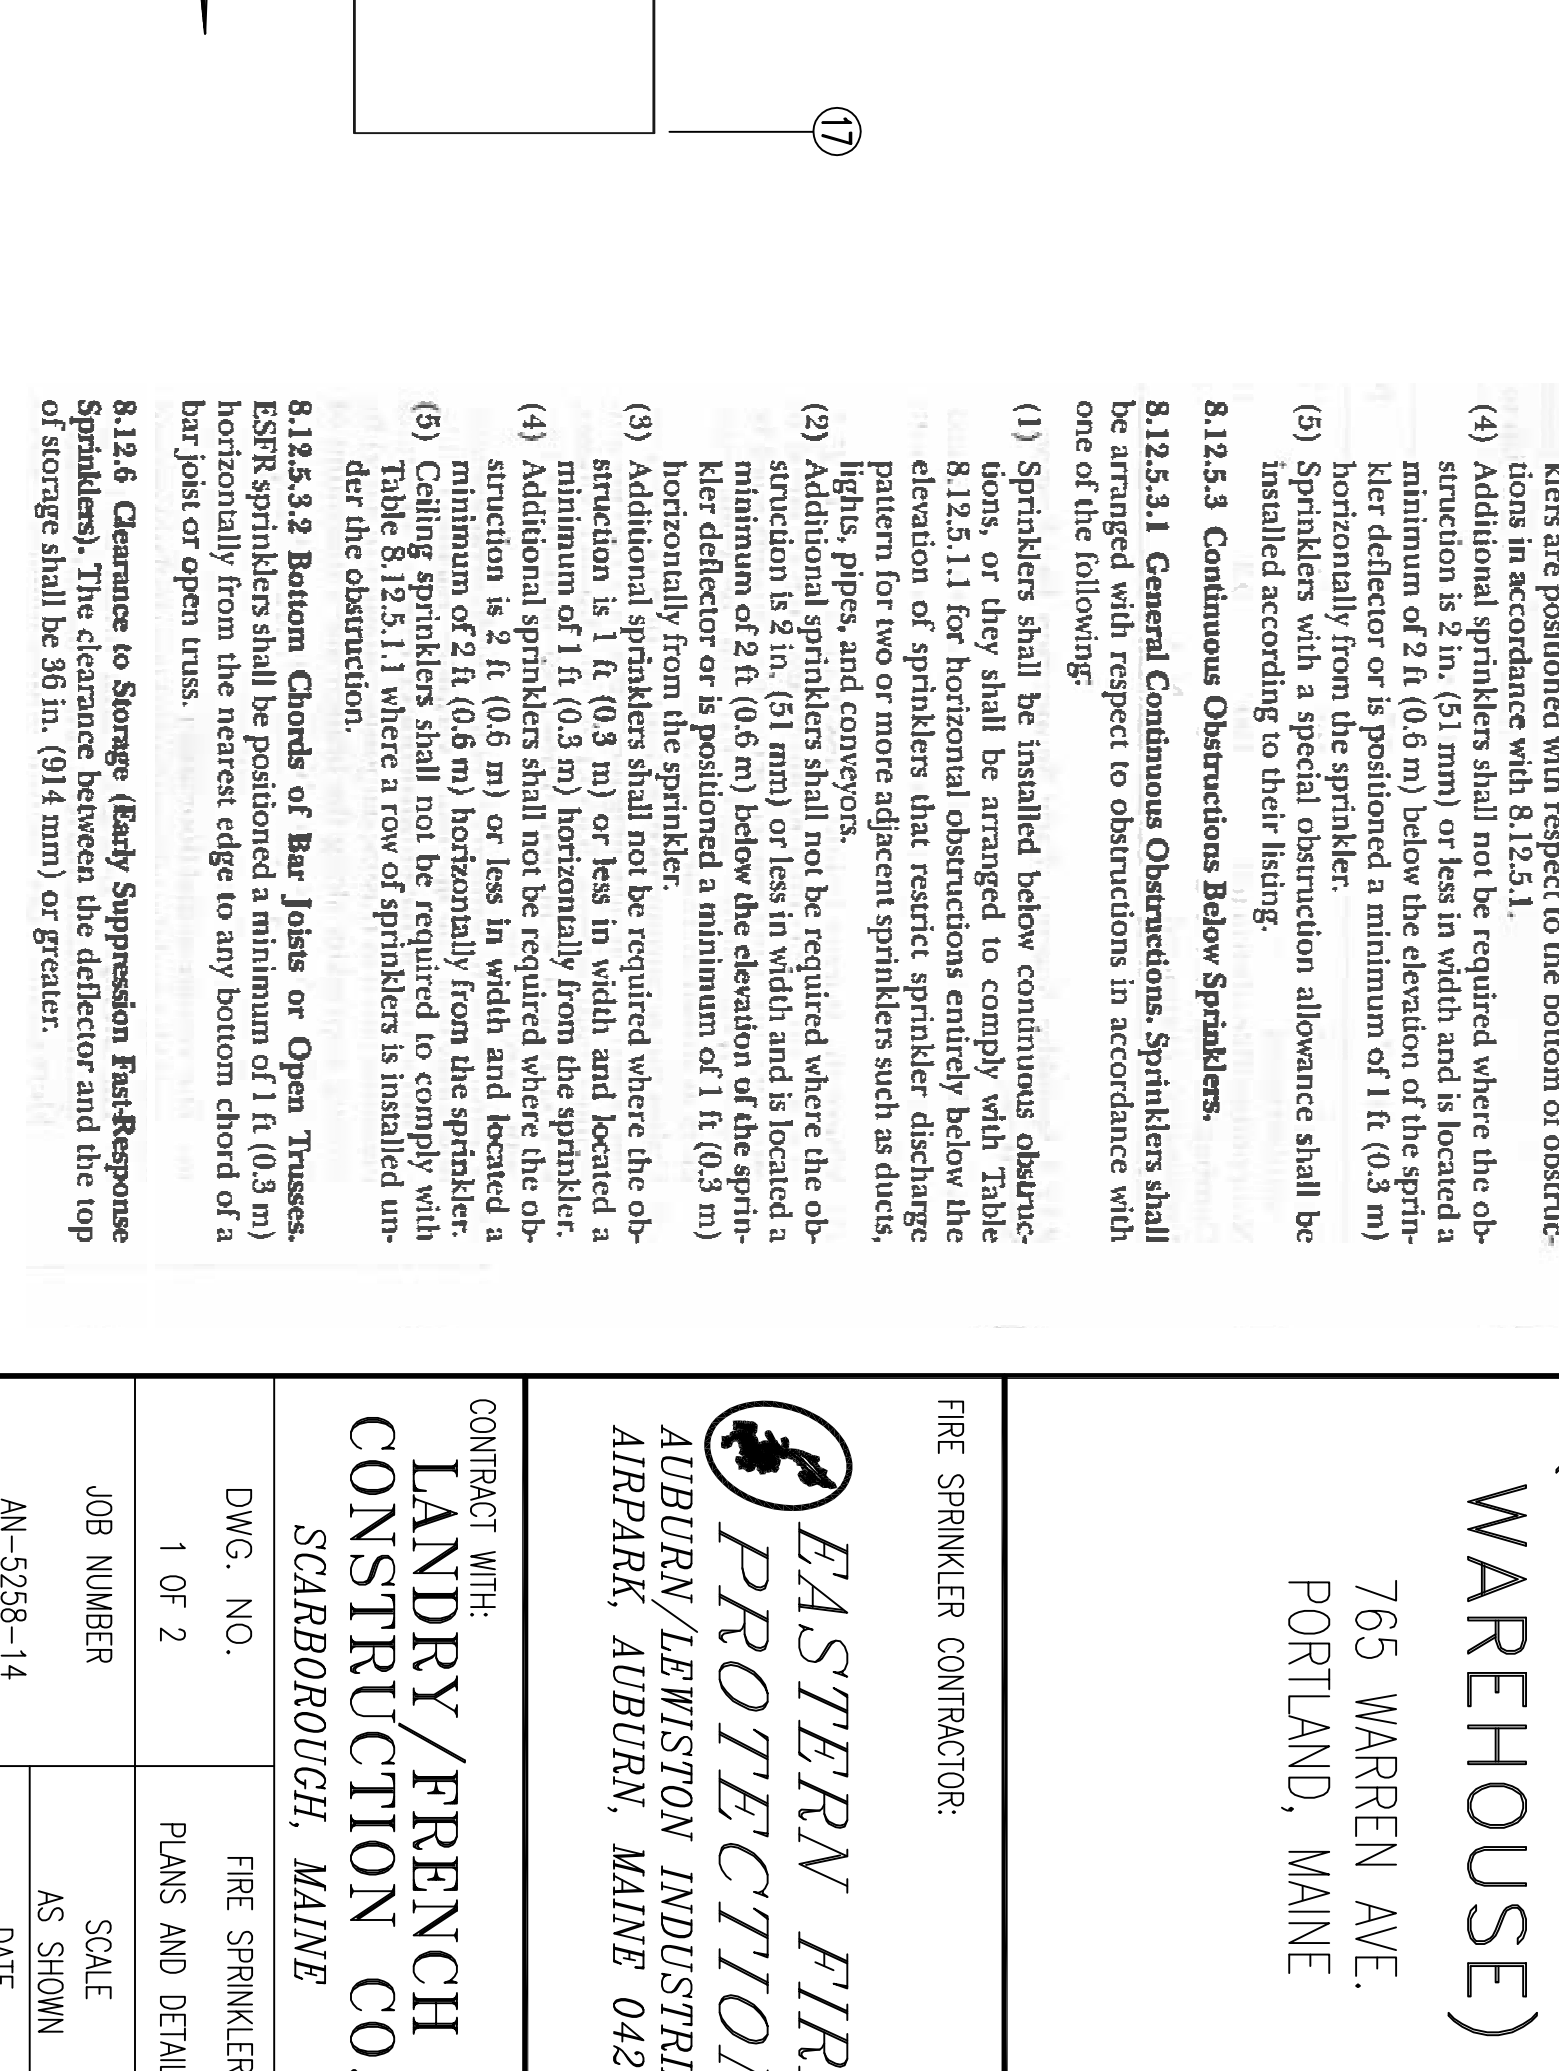 17
klers are positioned with respect to the bottom of obstruc-
tions in accordance with 8.12.5.1.
(4) Additional sprinklers shall not be required where the ob-
struction is 2 in. (51 mm) or less in width and is located a
minimum of 2 ft (0.6 m) below the elevation of the sprin-
kler deflector or is positioned a minimum of 1 ft (0.3 m)
horizontally from the sprinkler.
(5) Sprinklers with a special obstruction allowance shall be
installed according to their listing.
8.12.5.3 Continuous Obstructions Below Sprinklers.
8.12.5.3.1 General Continuous Obstructions. Sprinklers shall
be arranged with respect to obstructions in accordance with
one of the following:
(1) Sprinklers shall be installed below continuous obstruc-
tions, or they shall be arranged to comply with Table
8.12.5.1.1 for horizontal obstructions entirely below the
elevation of sprinklers that restrict sprinkler discharge
pattern for two or more adjacent sprinklers such as ducts,
lights, pipes, and conveyors.
(2) Additional sprinklers shall not be required where the ob-
struction is 2 in. (51 mm) or less in width and is located a
minimum of 2 ft (0.6 m) below the elevation of the sprin-
kler deflector or is positioned a minimum of 1 ft (0.3 m)
horizontally from the sprinkler.
(3) Additional sprinklers shall not be required where the ob-
struction is 1 ft (0.3 m) or less in width and located a
minimum of 1 ft (0.3 m) horizontally from the sprinkler.
(4) Additional sprinklers shall not be required where the ob-
struction is 2 ft (0.6 m) or less in width and located a
minimum of 2 ft (0.6 m) horizontally from the sprinkler.
(5) Ceiling sprinklers shall not be required to comply with
Table 8.12.5.1.1 where a row of sprinklers is installed un-
der the obstruction.
8.12.5.3.2 Bottom Chords of Bar Joists or Open Trusses.
ESFR sprinklers shall be positioned a minimum of 1 ft (0.3 m)
horizontally from the nearest edge to any bottom chord of a
bar joist or open truss.
8.12.6 Clearance to Storage (Early Suppression Fast-Response
Sprinklers). The clearance between the deflector and the top
of storage shall be 36 in. (914 mm) or greater.
WAREHOUSE)
765 WARREN AVE.
PORTLAND, MAINE
FIRE SPRINKLER CONTRACTOR:
EASTERN FIR
PROTECTION
AUBURN/LEWISTON INDUSTRI
AIRPARK, AUBURN, MAINE 042
CONTRACT WITH:
LANDRY/FRENCH
CONSTRUCTION CO.
SCARBOROUGH, MAINE
DWG. NO.
1 OF 2
FIRE SPRINKLER
PLANS AND DETAIL
JOB NUMBER
AN-5258-14
SCALE
AS SHOWN
DATE